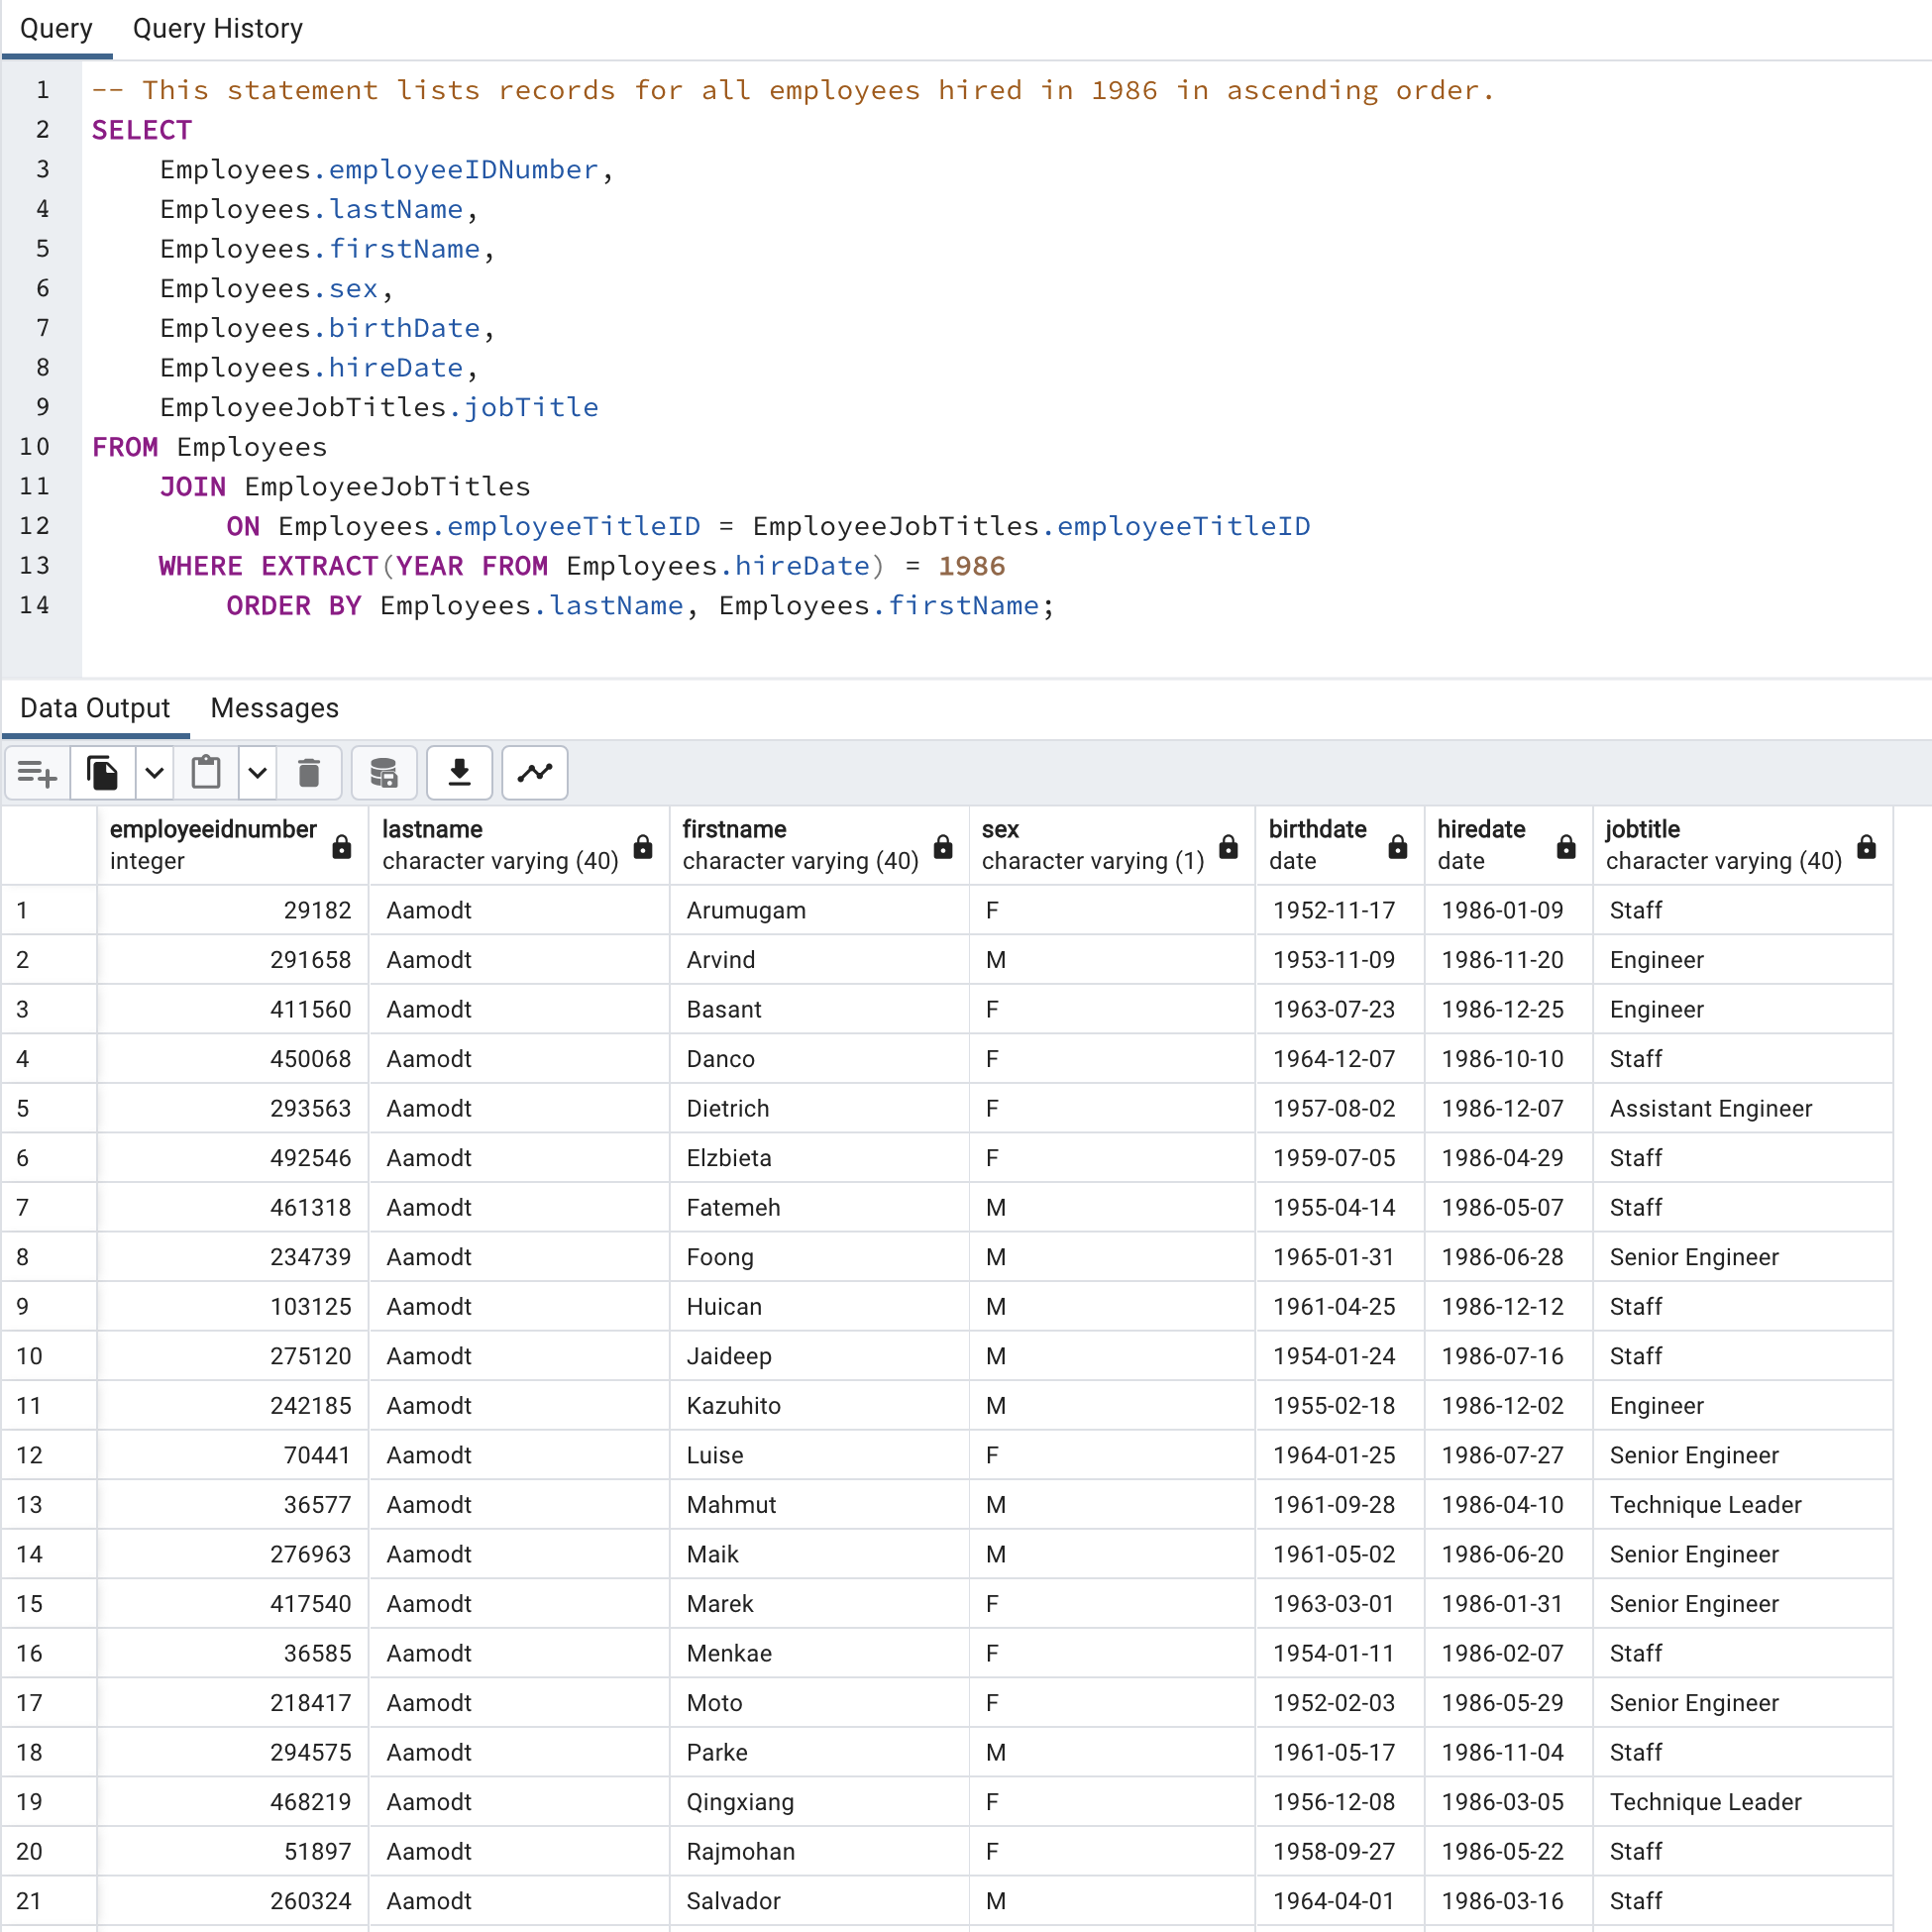 Query Query History
1 -- This statement lists records for all employees hired in 1986 in ascending order.
2 SELECT
3 Employees.employeeIDNumber,
4 Employees.lastName,
5 Employees.firstName,
6 Employees.sex,
7 Employees.birthDate,
8 Employees.hireDate,
9 EmployeeJobTitles.jobTitle
10 FROM Employees
11 JOIN EmployeeJobTitles
12 ON Employees.employeeTitleID = EmployeeJobTitles.employeeTitleID
13 WHERE EXTRACT(YEAR FROM Employees.hireDate) = 1986
14 ORDER BY Employees.lastName, Employees.firstName;
Data Output Messages
employeeidnumber lastname firstname sex birthdate hiredate jobtitle
integer character varying (40) character varying (40) character varying (1) date date character varying (40)
1 29182 Aamodt Arumugam F 1952-11-17 1986-01-09 Staff
2 291658 Aamodt Arvind M 1953-11-09 1986-11-20 Engineer
3 411560 Aamodt Basant F 1963-07-23 1986-12-25 Engineer
4 450068 Aamodt Danco F 1964-12-07 1986-10-10 Staff
5 293563 Aamodt Dietrich F 1957-08-02 1986-12-07 Assistant Engineer
6 492546 Aamodt Elzbieta F 1959-07-05 1986-04-29 Staff
7 461318 Aamodt Fatemeh M 1955-04-14 1986-05-07 Staff
8 234739 Aamodt Foong M 1965-01-31 1986-06-28 Senior Engineer
9 103125 Aamodt Huican M 1961-04-25 1986-12-12 Staff
10 275120 Aamodt Jaideep M 1954-01-24 1986-07-16 Staff
11 242185 Aamodt Kazuhito M 1955-02-18 1986-12-02 Engineer
12 70441 Aamodt Luise F 1964-01-25 1986-07-27 Senior Engineer
13 36577 Aamodt Mahmut M 1961-09-28 1986-04-10 Technique Leader
14 276963 Aamodt Maik M 1961-05-02 1986-06-20 Senior Engineer
15 417540 Aamodt Marek F 1963-03-01 1986-01-31 Senior Engineer
16 36585 Aamodt Menkae F 1954-01-11 1986-02-07 Staff
17 218417 Aamodt Moto F 1952-02-03 1986-05-29 Senior Engineer
18 294575 Aamodt Parke M 1961-05-17 1986-11-04 Staff
19 468219 Aamodt Qingxiang F 1956-12-08 1986-03-05 Technique Leader
20 51897 Aamodt Rajmohan F 1958-09-27 1986-05-22 Staff
21 260324 Aamodt Salvador M 1964-04-01 1986-03-16 Staff